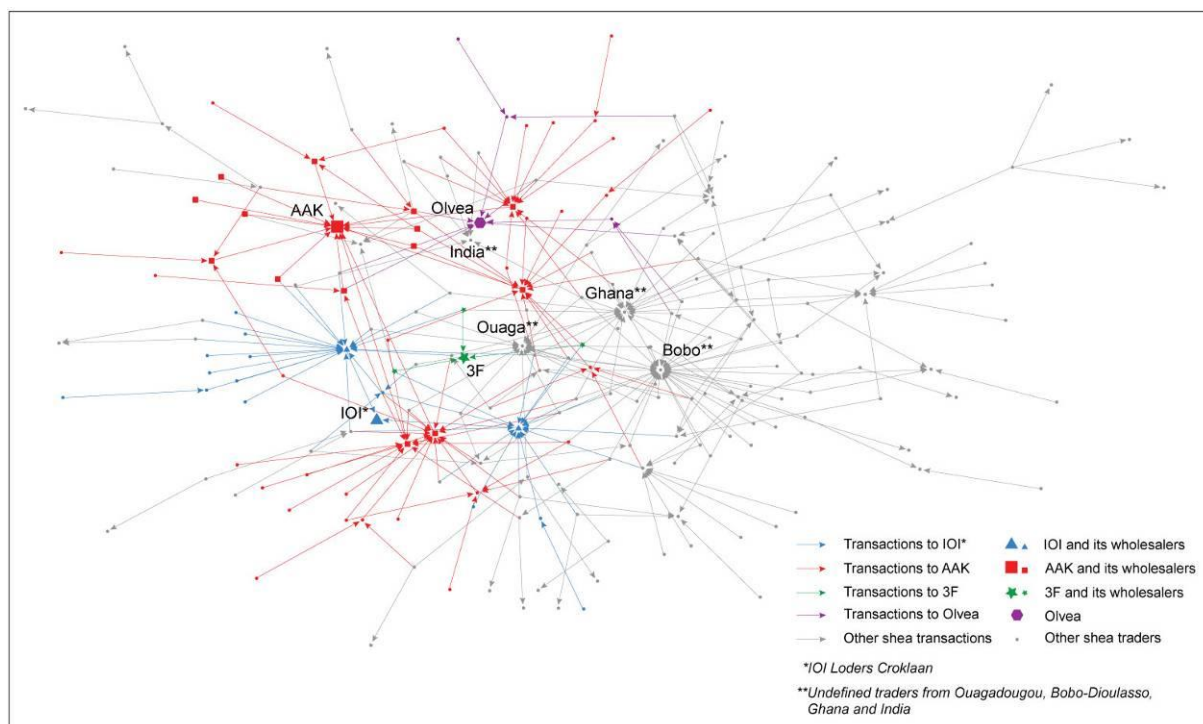 AAK
Olvea
India**
Ghana**
Ouaga**
Bobo**
3F
IOI*
Transactions to IOI*
IOI and its wholesalers
Transactions to AAK
AAK and its wholesalers
Transactions to 3F
3F and its wholesalers
Transactions to Olvea
Olvea
Other shea transactions
Other shea traders
*IOI Loders Croklaan
**Undefined traders from Ouagadougou, Bobo-Dioulasso,
Ghana and India